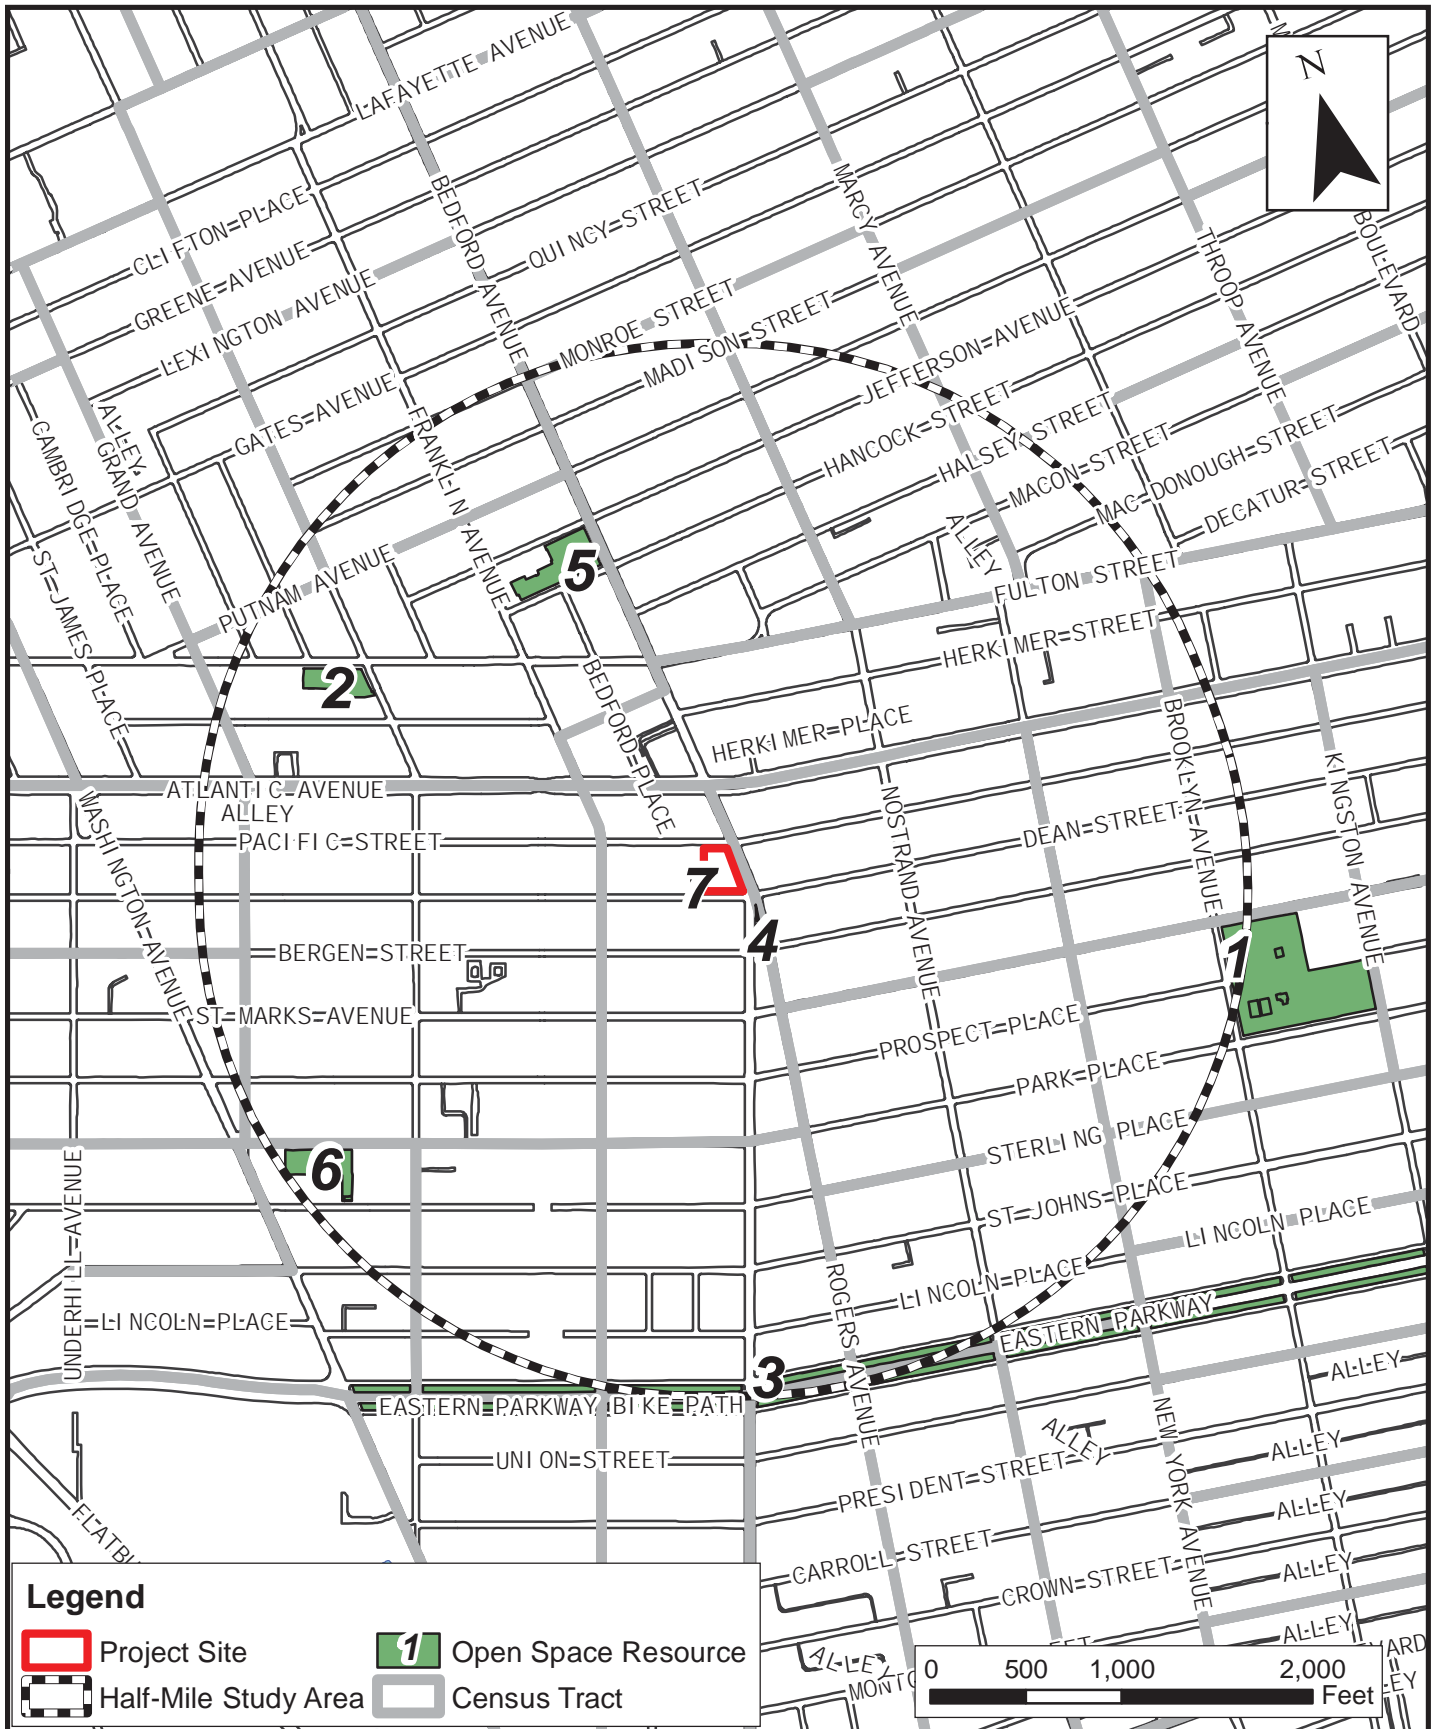 LAFAYETTE AVENUE
N
CLIFTON PLACE
GREENE AVENUE
LEXINGTON AVENUE
BEDFORD AVENUE
QUINCY STREET
MARCY AVENUE
THROOP AVENUE
BOULEVARD
MONROE STREET
MADISON STREET
JEFFERSON AVENUE
GATES AVENUE
HANCOCK STREET
HALSEY STREET
MACON STREET
MAC DONOUGH STREET
DECATUR STREET
CAMBRIDGE PLACE
ALLEY
GRAND AVENUE
FRANKLIN AVENUE
ST JAMES PLACE
PUTNAM AVENUE
5
ALLEY
FULTON STREET
HERKIMER STREET
2
BEDFORD PLACE
HERKIMER PLACE
BROOKLYN AVENUE
KINGSTON AVENUE
ATLANTIC AVENUE
ALLEY
PACIFIC STREET
WASHINGTON AVENUE
NOSTRAND AVENUE
DEAN STREET
7
4
1
BERGEN STREET
ST MARKS AVENUE
PROSPECT PLACE
PARK PLACE
STERLING PLACE
6
UNDERHILL AVENUE
ST JOHNS PLACE
LINCOLN PLACE
LINCOLN PLACE
ROGERS AVENUE
LINCOLN PLACE
EASTERN PARKWAY
3
EASTERN PARKWAY BIKE PATH
ALLEY
UNION STREET
NEW YORK AVENUE
ALLEY
ALLEY
PRESIDENT STREET
ALLEY
CARROLL STREET
CROWN STREET
ALLEY
ALLEY
ALLEY
Legend
Project Site
1 Open Space Resource
Half-Mile Study Area
Census Tract
0 500 1,000 2,000
Feet